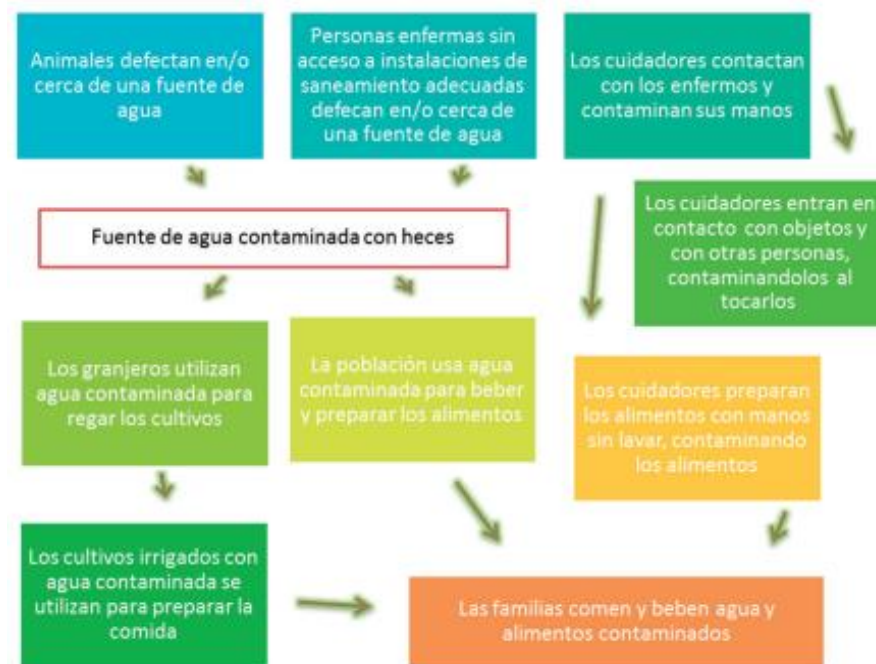 Animales defectan en/o
cerca de una fuente de
agua
Personas enfermas sin
acceso a instalaciones de
saneamiento adecuadas
defecan en/o cerca de
una fuente de agua
Los cuidadores contactan
con los enfermos y
contaminan sus manos
Los cuidadores entran en
contacto con objetos y
con otras personas,
contaminandolos al
tocarlos
Fuente de agua contaminada con heces
Los granjeros utilizan
agua contaminada para
regar los cultivos
La población usa agua
contaminada para beber
y preparar los alimentos
Los cuidadores preparan
los alimentos con manos
sin lavar, contaminando
los alimentos
Los cultivos irrigados con
agua contaminada se
utilizan para preparar la
comida
Las familias comen y beben agua y
alimentos contaminados